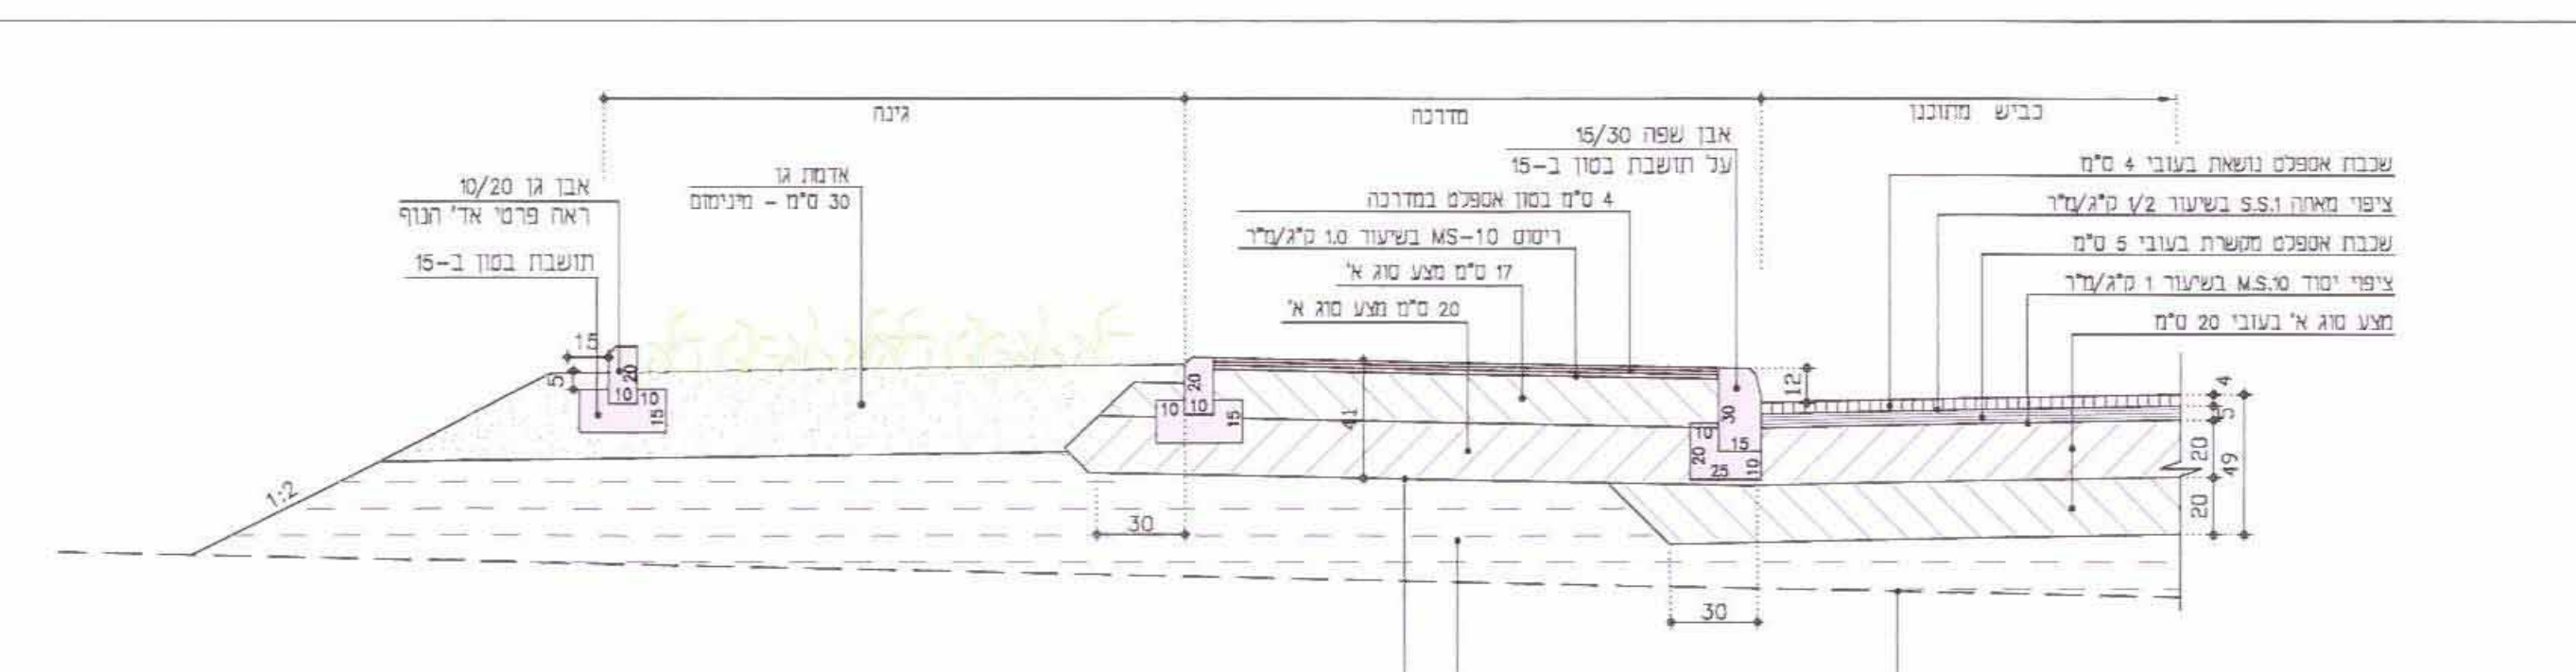 כביש מתוכנן
מדרכה
גינה
שכבת אספלט נושאת בעובי 4 ס"מ
ציפוי מאחה S.S.1 בשיעור 1/2 ק"ג/מ"ר
שכבת אספלט מקשרת בעובי 5 ס"מ
ציפוי יסוד M.S.10 בשיעור 1 ק"ג/מ"ר
מצע סוג א' בעובי 20 ס"מ
אבן שפה 15/30
על תושבת בטון ב-15
4 ס"מ בטון אספלט במדרכה
ריסוס MS-10 בשיעור 1.0 ק"ג/מ"ר
17 ס"מ מצע סוג א'
20 ס"מ מצע סוג א'
אדמת גן
30 ס"מ - מינימום
אבן גן 10/20
ראה פרטי אד' הנוף
תושבת בטון ב-15
15
5
20
10
10
15
1:2
20
10
10
15
41
30
12
30
10
15
20
25
10
30
4
5
20
20
49